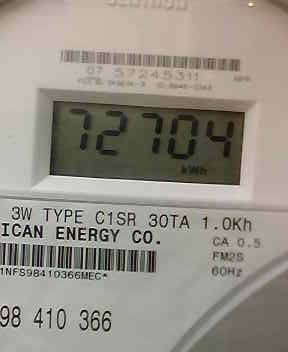 07 57245311
72704
kWh
3W TYPE C1SR 30TA 1.0Kh
ICAN ENERGY CO.
CA 0.5
FM2S
60Hz
1NFS98410366MEC*
98 410 366